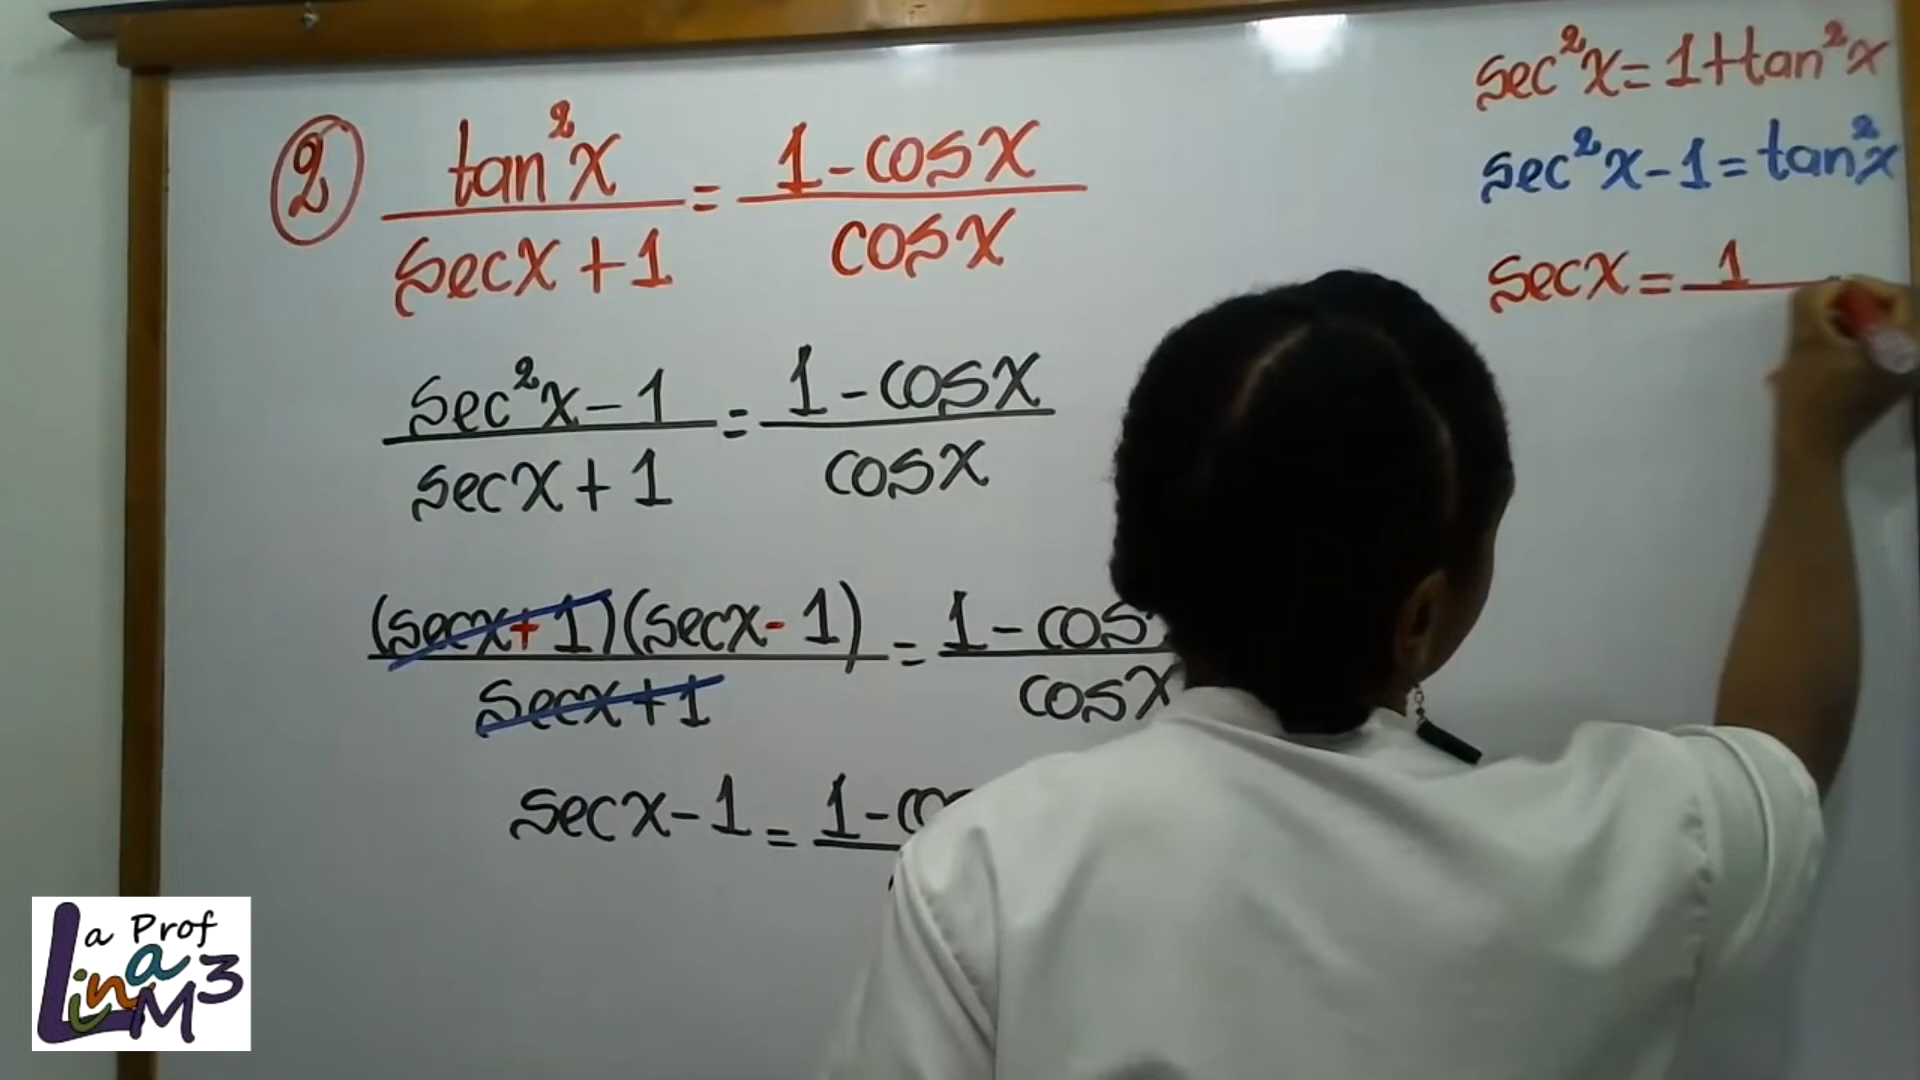 ② tan²x / secx + 1 = 1 - cosx / cosx
sec²x - 1 / secx + 1 = 1 - cosx / cosx
(secx + 1)(secx - 1) / secx + 1 = 1 - cos / cosx
secx - 1 = 1 - co
sec²x = 1 + tan²x
sec²x - 1 = tan²x
secx = 1
La Prof
Lina M3